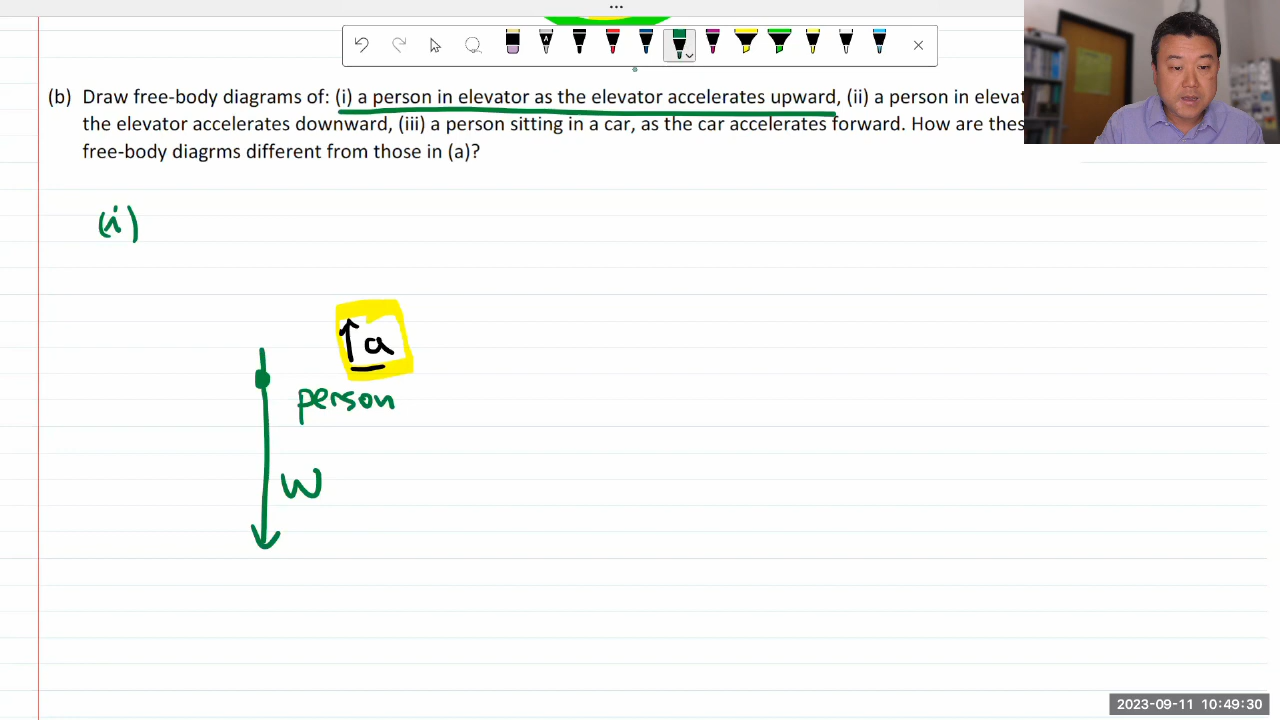 (b) Draw free-body diagrams of: (i) a person in elevator as the elevator accelerates upward, (ii) a person in
the elevator accelerates downward, (iii) a person sitting in a car, as the car accelerates forward. How are
free-body diagrms different from those in (a)?
(i)
a
person
W
2023-09-11 10:49:30